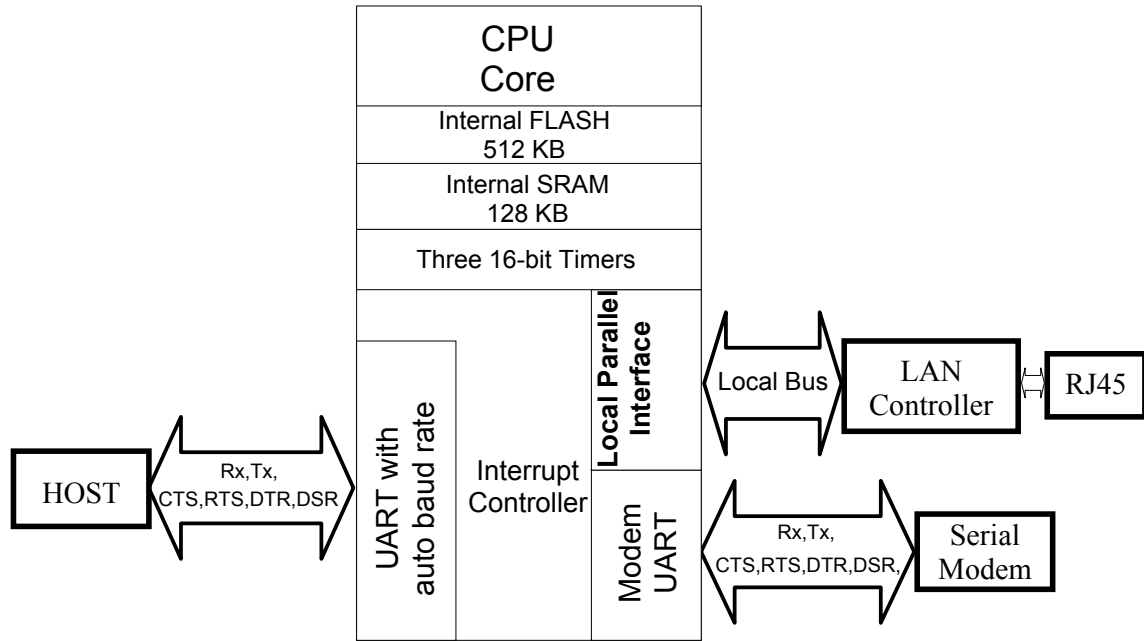 CPU
Core
Internal FLASH
512 KB
Internal SRAM
128 KB
Three 16-bit Timers
Local Parallel
Interface
Local Bus
LAN
Controller
RJ45
HOST
Rx,Tx,
CTS,RTS,DTR,DSR
UART with
auto baud rate
Interrupt
Controller
Modem
UART
Rx,Tx,
CTS,RTS,DTR,DSR,
Serial
Modem